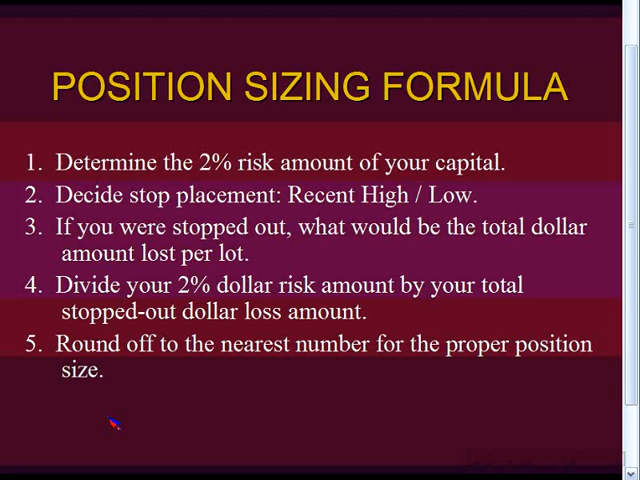 POSITION SIZING FORMULA
1. Determine the 2% risk amount of your capital.
2. Decide stop placement: Recent High / Low.
3. If you were stopped out, what would be the total dollar
amount lost per lot.
4. Divide your 2% dollar risk amount by your total
stopped-out dollar loss amount.
5. Round off to the nearest number for the proper position
size.